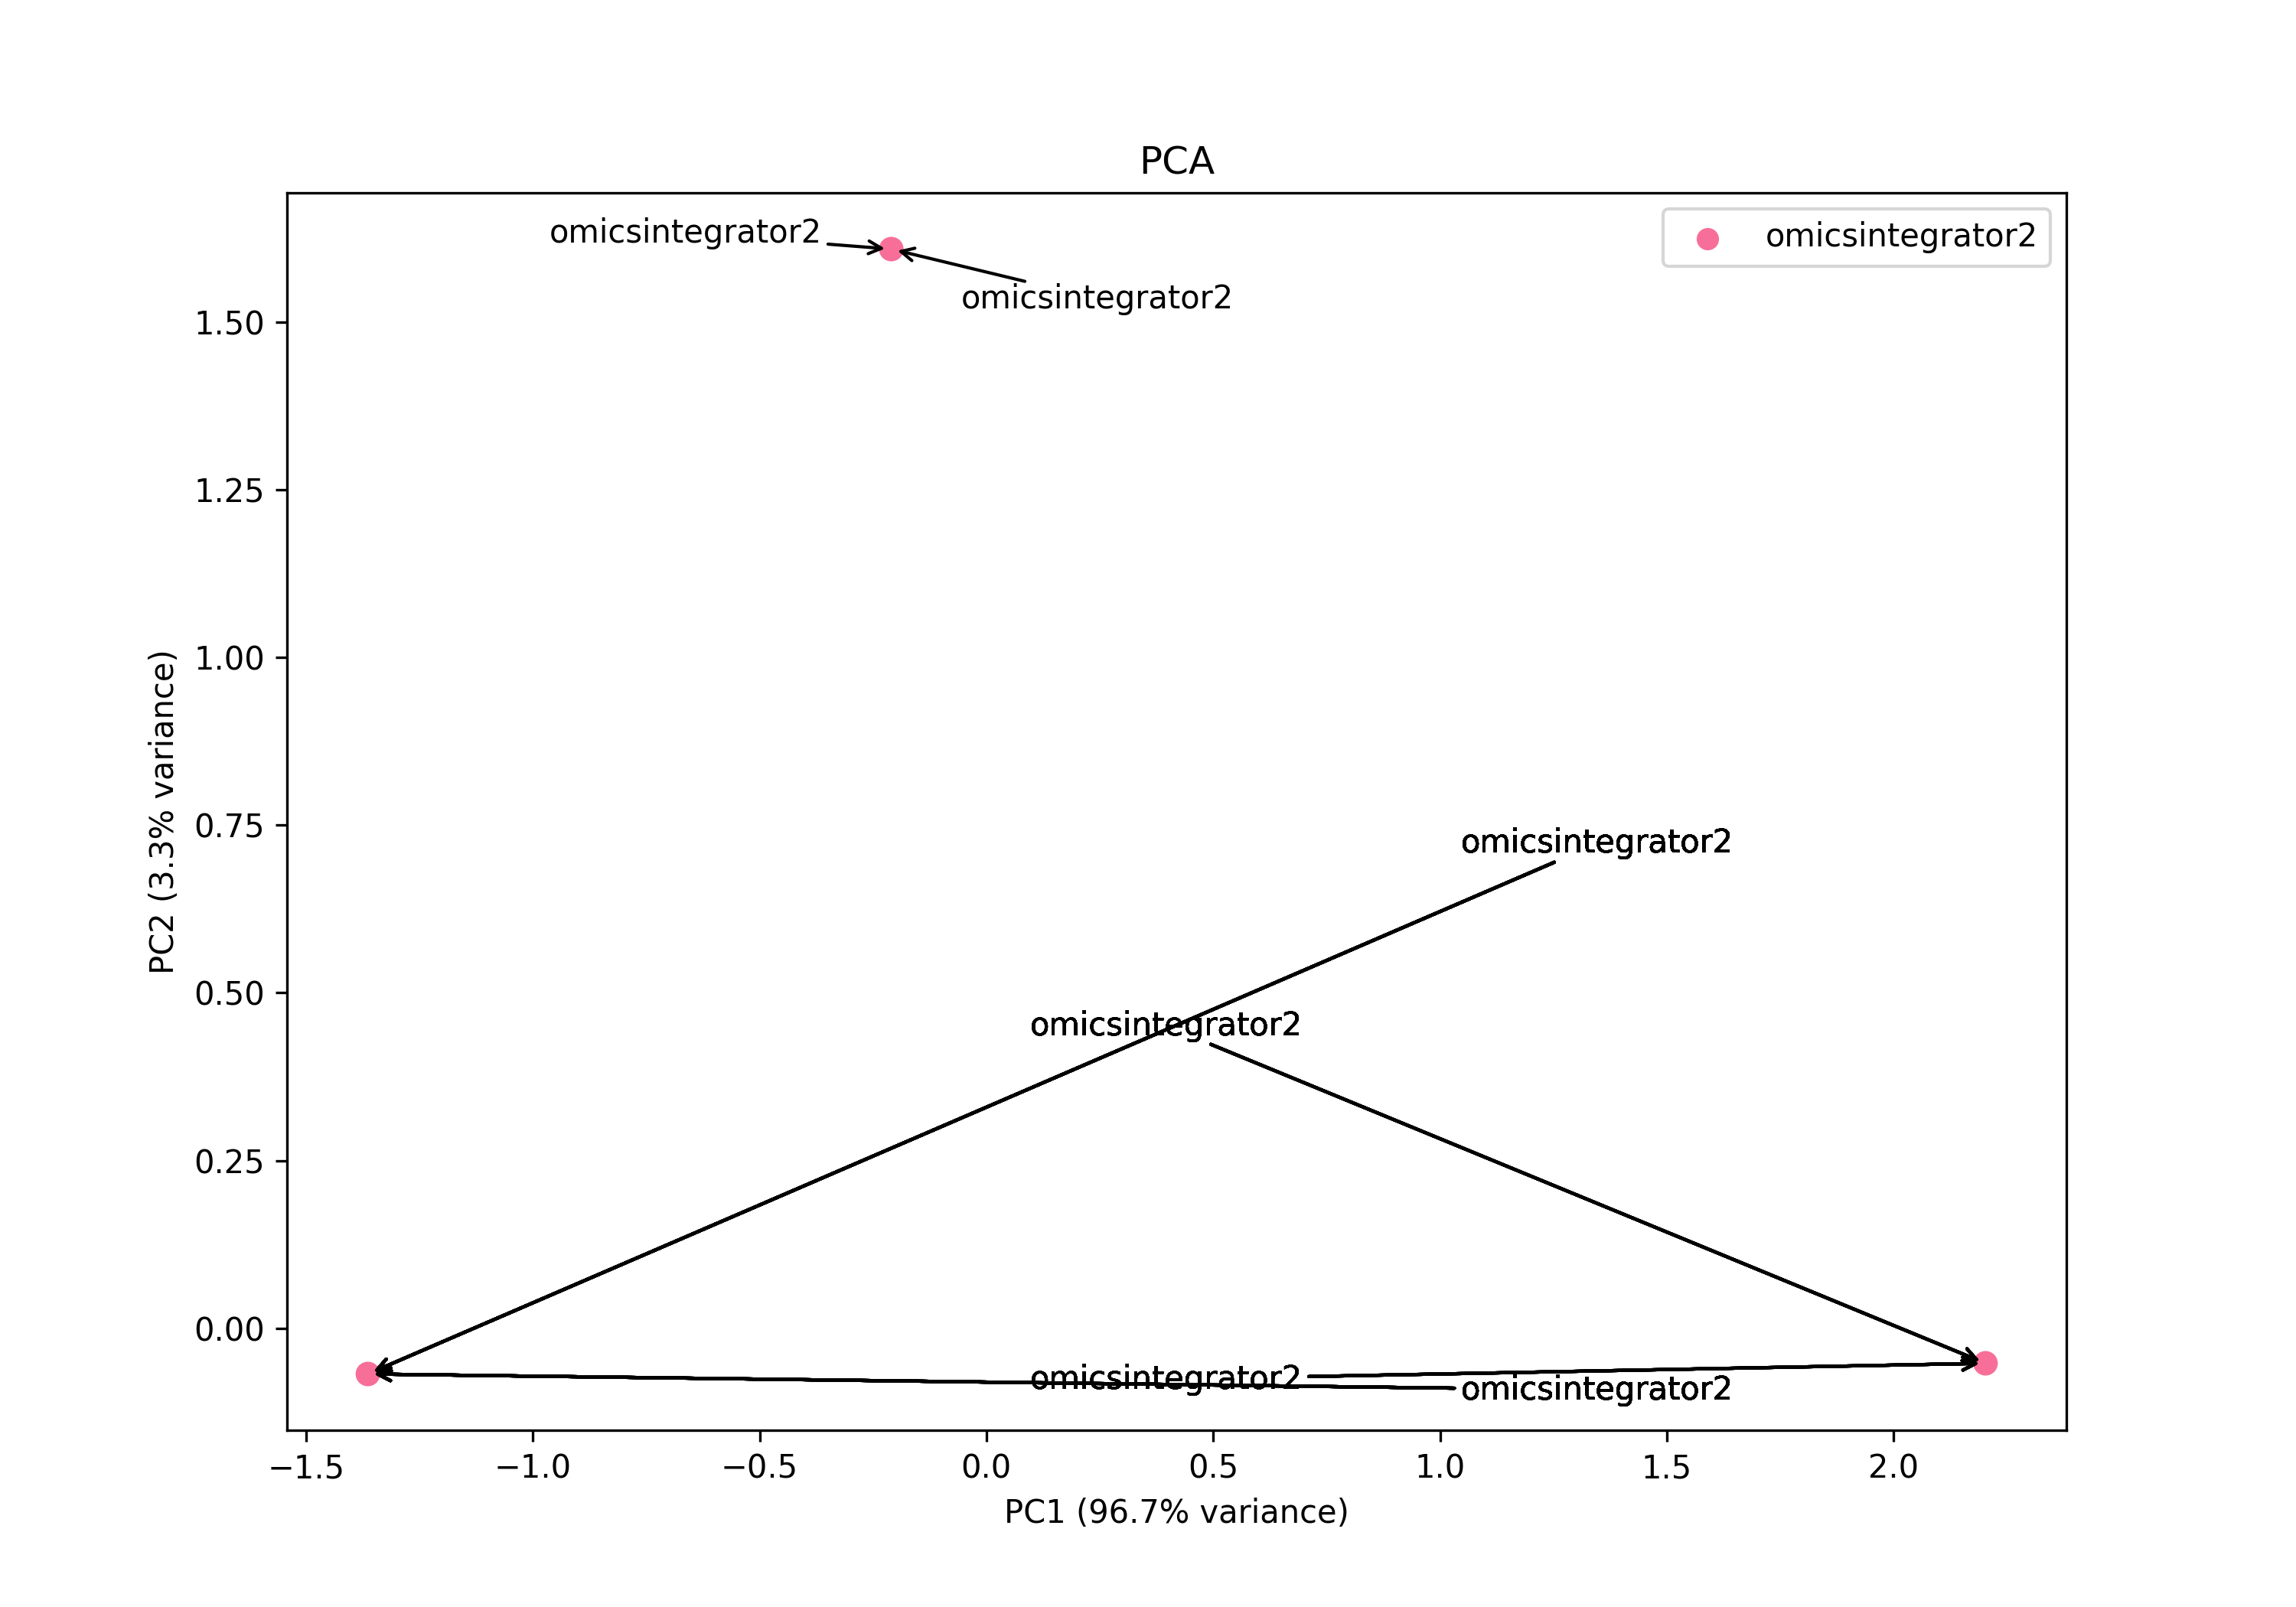 PCA
omicsintegrator2
omicsintegrator2
omicsintegrator2
1.50
1.25
1.00
0.75
0.50
0.25
0.00
PC2 (3.3% variance)
omicsintegrator2
omicsintegrator2
omicsintegrator2
omicsintegrator2
−1.5
−1.0
−0.5
0.0
0.5
1.0
1.5
2.0
PC1 (96.7% variance)